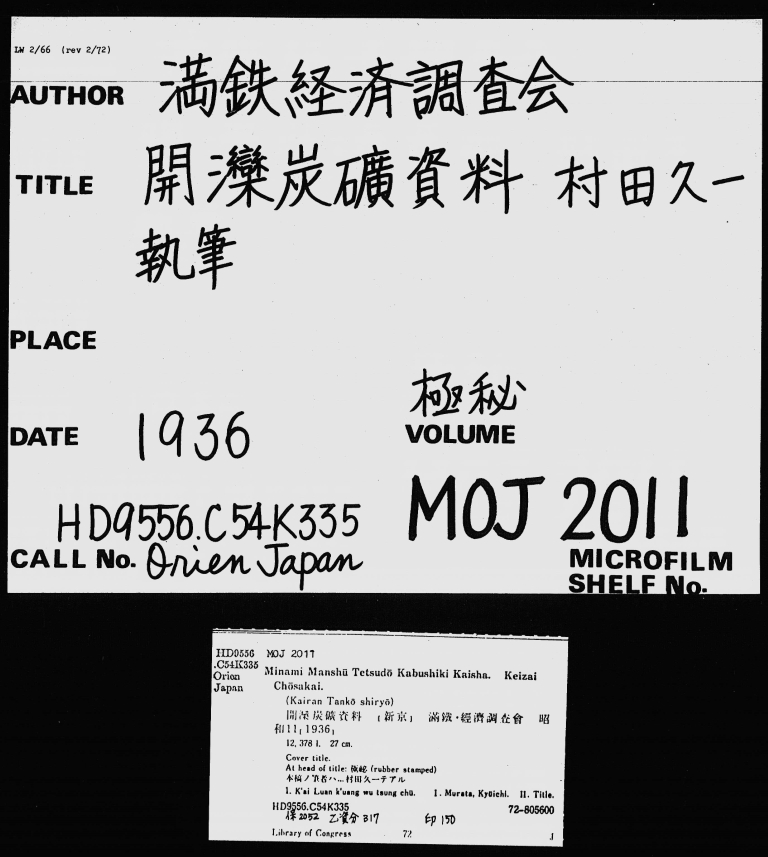 LW 2/66 (rev 2/72)
AUTHOR 満鉄経済調査会
TITLE 開灤炭礦資料 村田久一
執筆
PLACE
極秘
DATE 1936 VOLUME
HD9556.C54K335 MOJ 2011
CALL No. Orien Japan MICROFILM
SHELF No.
HD9556 MOJ 2011
.C54K335 Minami Manshū Tetsudō Kabushiki Kaisha. Keizai
Orien Chōsakai.
Japan
(Kairan Tankō shiryō)
開灤炭礦資料 [新京] 滿鐵・經濟調査會 昭
和11[1936]
12, 378 l. 27 cm.
Cover title.
At head of title: 極秘 (rubber stamped)
本稿ノ筆者ハ…村田久一テアル
1. K'ai Luan k'uang wu tsung chü. I. Murata, Kyūichi. II. Title.
HD9556.C54K335 72-805600
2052 乙 317 印 150
Library of Congress 72 J